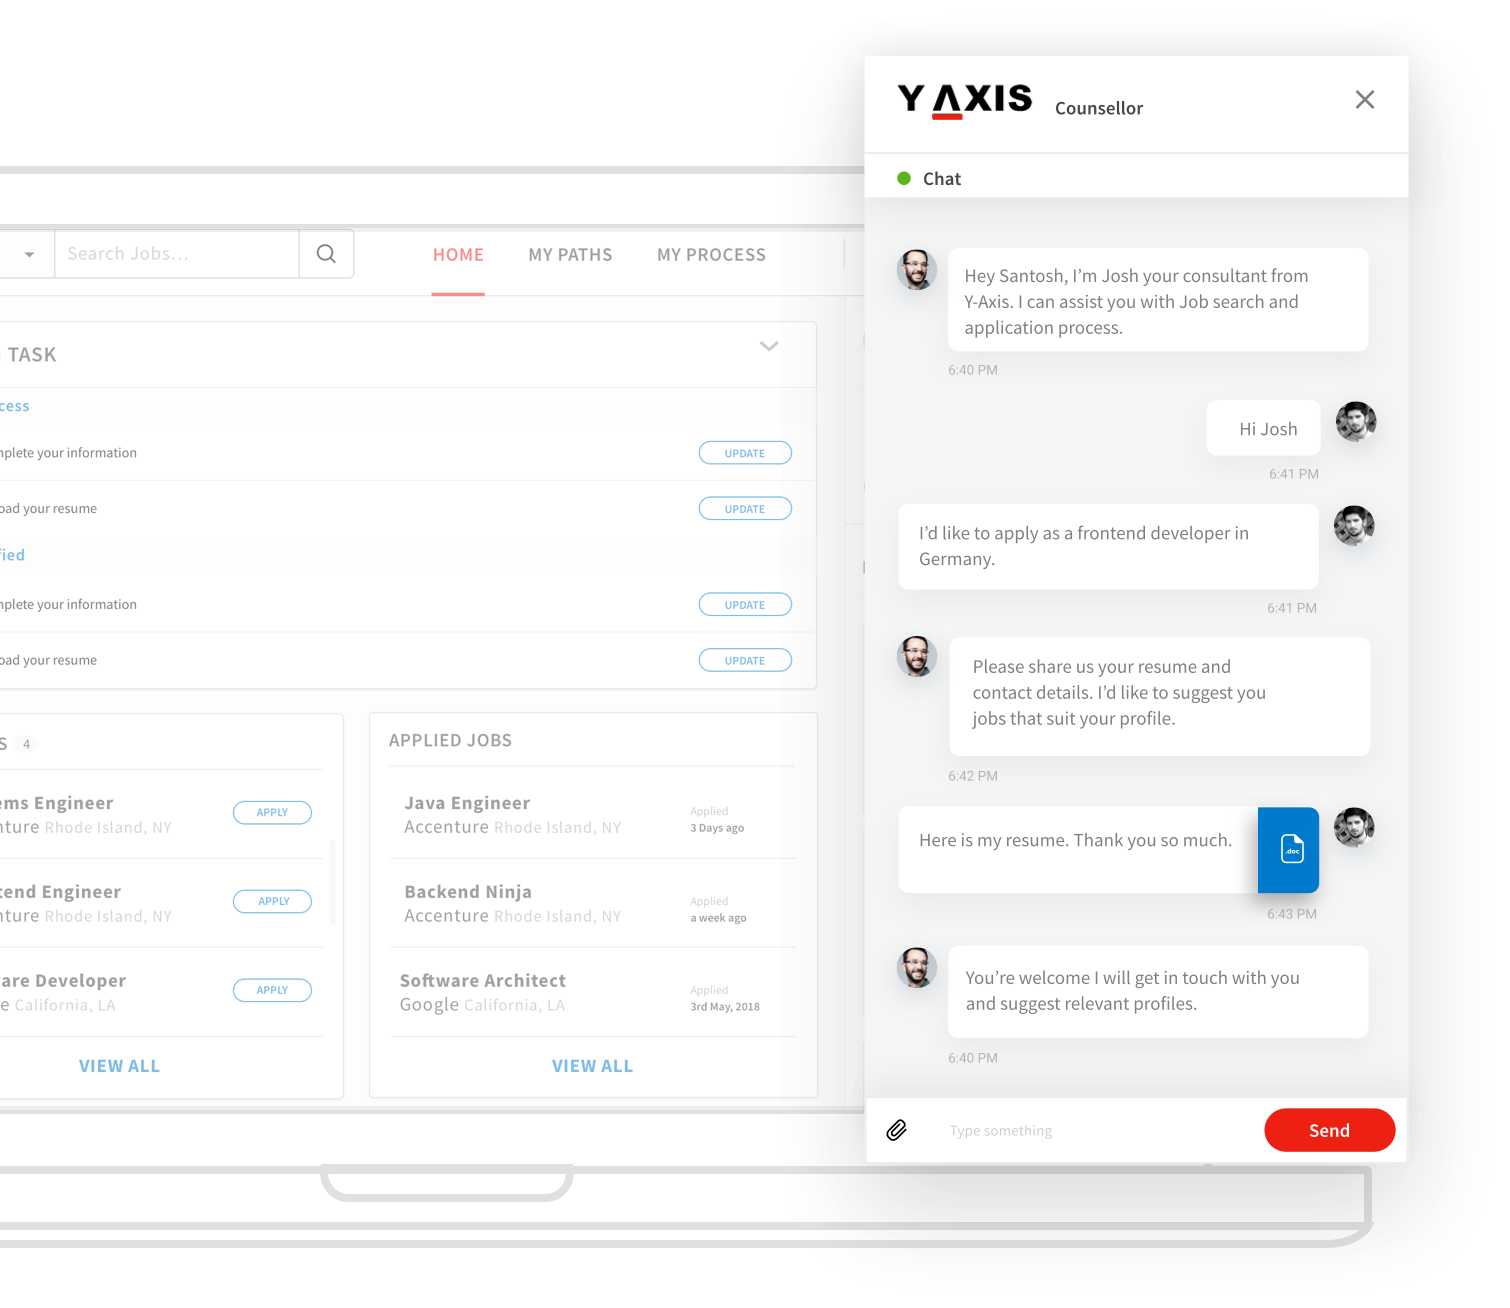 Y AXIS Counsellor
Chat
Search Jobs...
HOME MY PATHS MY PROCESS
TASK
cess
nplete your information UPDATE
oad your resume UPDATE
fied
nplete your information UPDATE
oad your resume UPDATE
S 4
ems Engineer APPLY
nture Rhode Island, NY
tend Engineer APPLY
nture Rhode Island, NY
are Developer APPLY
e California, LA
VIEW ALL
APPLIED JOBS
Java Engineer Applied
Accenture Rhode Island, NY 3 Days ago
Backend Ninja Applied
Accenture Rhode Island, NY a week ago
Software Architect Applied
Google California, LA 3rd May, 2018
VIEW ALL
Hey Santosh, I’m Josh your consultant from
Y-Axis. I can assist you with Job search and
application process.
6:40 PM
Hi Josh
6:41 PM
I’d like to apply as a frontend developer in
Germany.
6:41 PM
Please share us your resume and
contact details. I’d like to suggest you
jobs that suit your profile.
6:42 PM
Here is my resume. Thank you so much.
.doc
6:43 PM
You’re welcome I will get in touch with you
and suggest relevant profiles.
6:40 PM
Type something Send